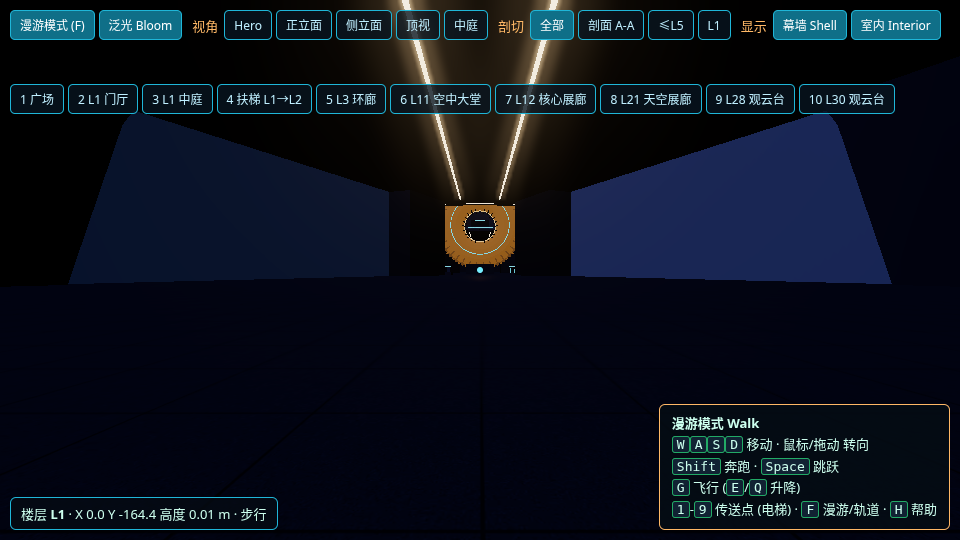 漫游模式 (F) 泛光 Bloom 视角 Hero 正立面 侧立面 顶视 中庭 剖切 全部 剖面 A-A ≤L5 L1 显示 幕墙 Shell 室内 Interior
1 广场 2 L1 门厅 3 L1 中庭 4 扶梯 L1→L2 5 L3 环廊 6 L11 空中大堂 7 L12 核心展廊 8 L21 天空展廊 9 L28 观云台 10 L30 观云台
漫游模式 Walk
W A S D 移动 · 鼠标/拖动 转向
Shift 奔跑 · Space 跳跃
G 飞行 (E/Q 升降)
1-9 传送点 (电梯) · F 漫游/轨道 · H 帮助
楼层 L1 · X 0.0 Y -164.4 高度 0.01 m · 步行